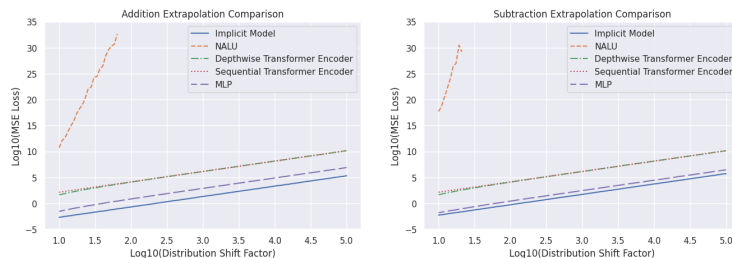 Addition Extrapolation Comparison
35
30
25
20
15
10
5
0
−5
Log10(MSE Loss)
Implicit Model
NALU
Depthwise Transformer Encoder
Sequential Transformer Encoder
MLP
1.0 1.5 2.0 2.5 3.0 3.5 4.0 4.5 5.0
Log10(Distribution Shift Factor)
Subtraction Extrapolation Comparison
35
30
25
20
15
10
5
0
−5
Log10(MSE Loss)
Implicit Model
NALU
Depthwise Transformer Encoder
Sequential Transformer Encoder
MLP
1.0 1.5 2.0 2.5 3.0 3.5 4.0 4.5 5.0
Log10(Distribution Shift Factor)